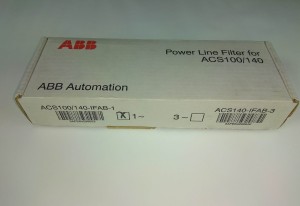 ABB
Power Line Filter for
ACS100/140
ABB Automation
ACS100/140-IFAB-1
ACS140-IFAB-3
X 1-
3-